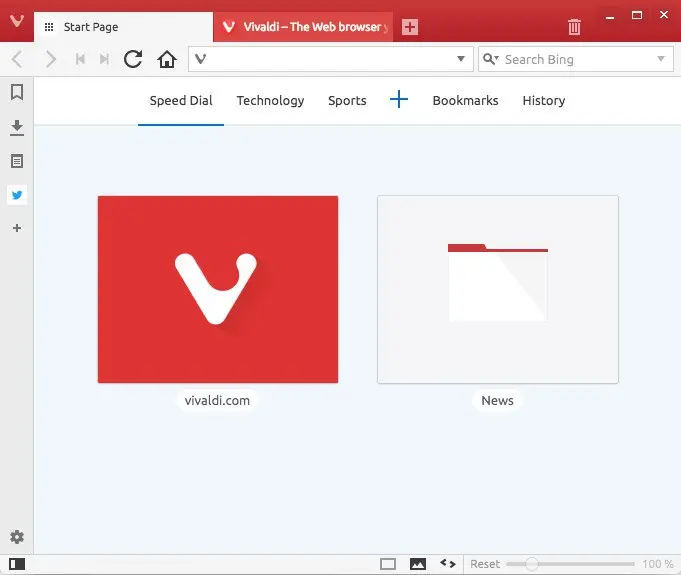 Start Page
Vivaldi – The Web browser
Search Bing
Speed Dial Technology Sports Bookmarks History
vivaldi.com
News
Reset 100 %